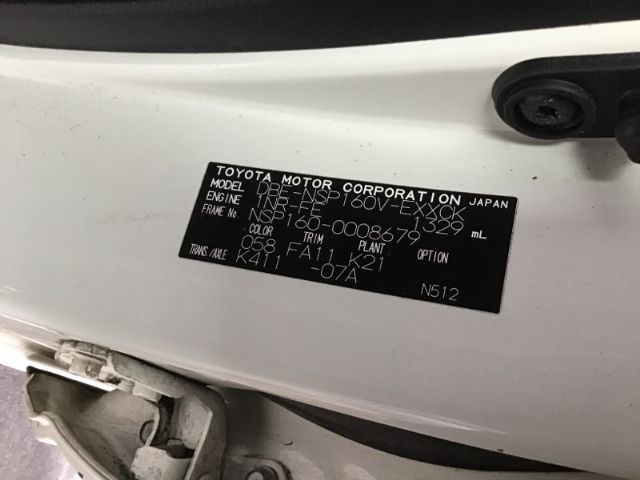 TOYOTA MOTOR CORPORATION JAPAN
MODEL DBE-NSP160V-EXXCK
ENGINE 1NR-FE 1329 mL
FRAME No. NSP160-0008679
COLOR TRIM PLANT OPTION
058 FA11 K21
TRANS./AXLE K411 -07A
N512